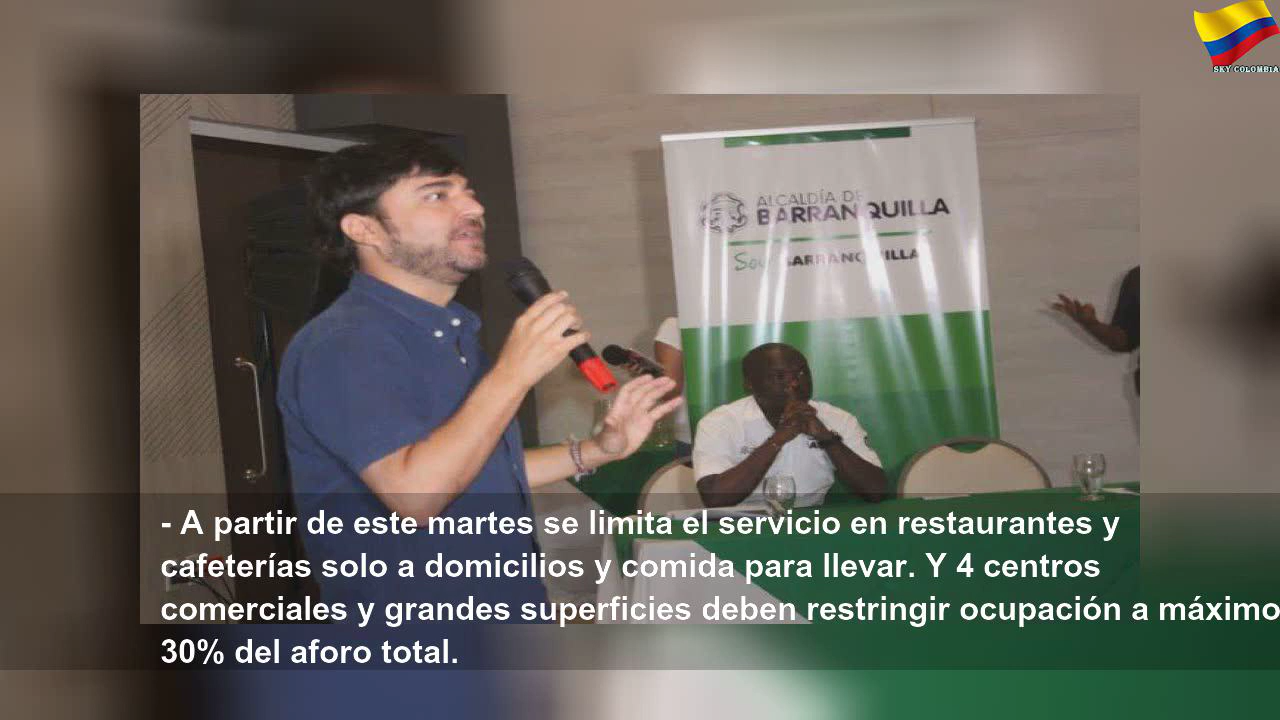 SKY COLOMBIA
ALCALDÍA DE
BARRANQUILLA
Soy BARRANQUILLA
- A partir de este martes se limita el servicio en restaurantes y
cafeterías solo a domicilios y comida para llevar. Y 4 centros
comerciales y grandes superficies deben restringir ocupación a máximo
30% del aforo total.